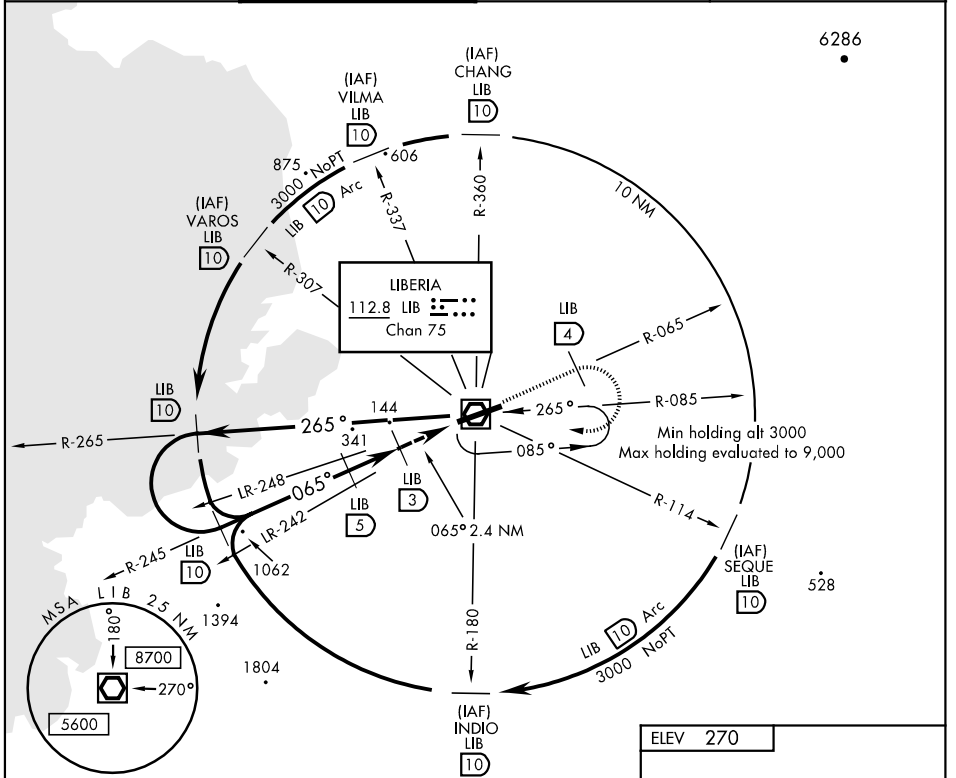 6286
(IAF)
CHANG
LIB
10
(IAF)
VILMA
LIB
10
606
875
3000 NoPT
LIB 10 Arc
10 NM
(IAF)
VAROS
LIB
10
R-337
R-360
R-307
LIBERIA
112.8 LIB
Chan 75
LIB
4
R-065
LIB
10
265°
144
341
265°
R-085
R-265
085°
Min holding alt 3000
Max holding evaluated to 9,000
LR-248
065°
LIB
3
LIB
5
LR-242
R-114
065° 2.4 NM
R-245
LIB
10
1062
(IAF)
SEQUE
LIB
10
528
MSA LIB 25 NM
180°
8700
270°
5600
1394
1804
R-180
LIB 10 Arc
3000 NoPT
(IAF)
INDIO
LIB
10
ELEV 270